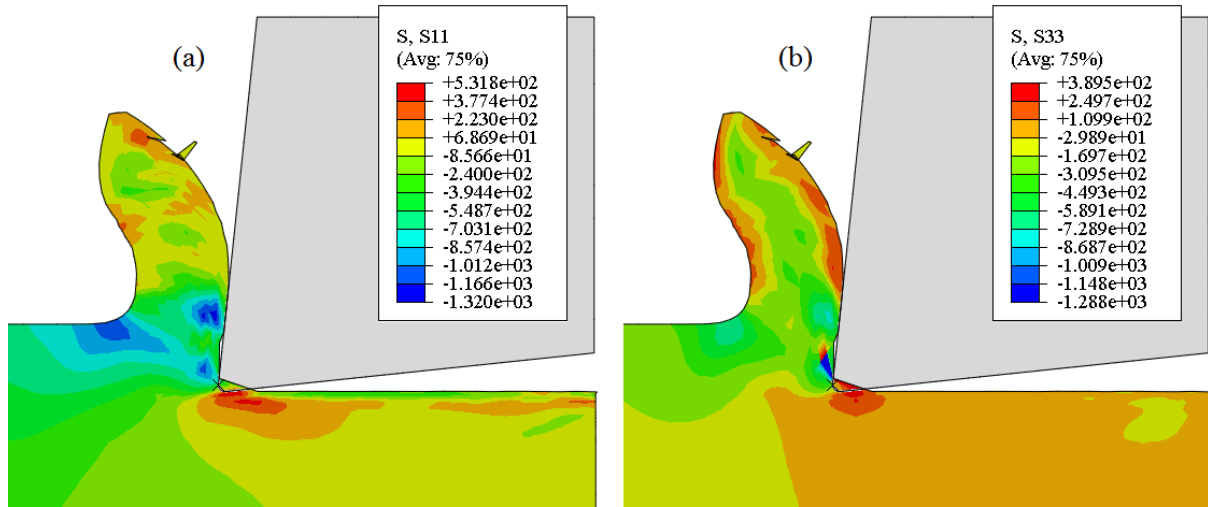 (a)
S, S11
(Avg: 75%)
+5.318e+02
+3.774e+02
+2.230e+02
+6.869e+01
-8.566e+01
-2.400e+02
-3.944e+02
-5.487e+02
-7.031e+02
-8.574e+02
-1.012e+03
-1.166e+03
-1.320e+03
(b)
S, S33
(Avg: 75%)
+3.895e+02
+2.497e+02
+1.099e+02
-2.989e+01
-1.697e+02
-3.095e+02
-4.493e+02
-5.891e+02
-7.289e+02
-8.687e+02
-1.009e+03
-1.148e+03
-1.288e+03